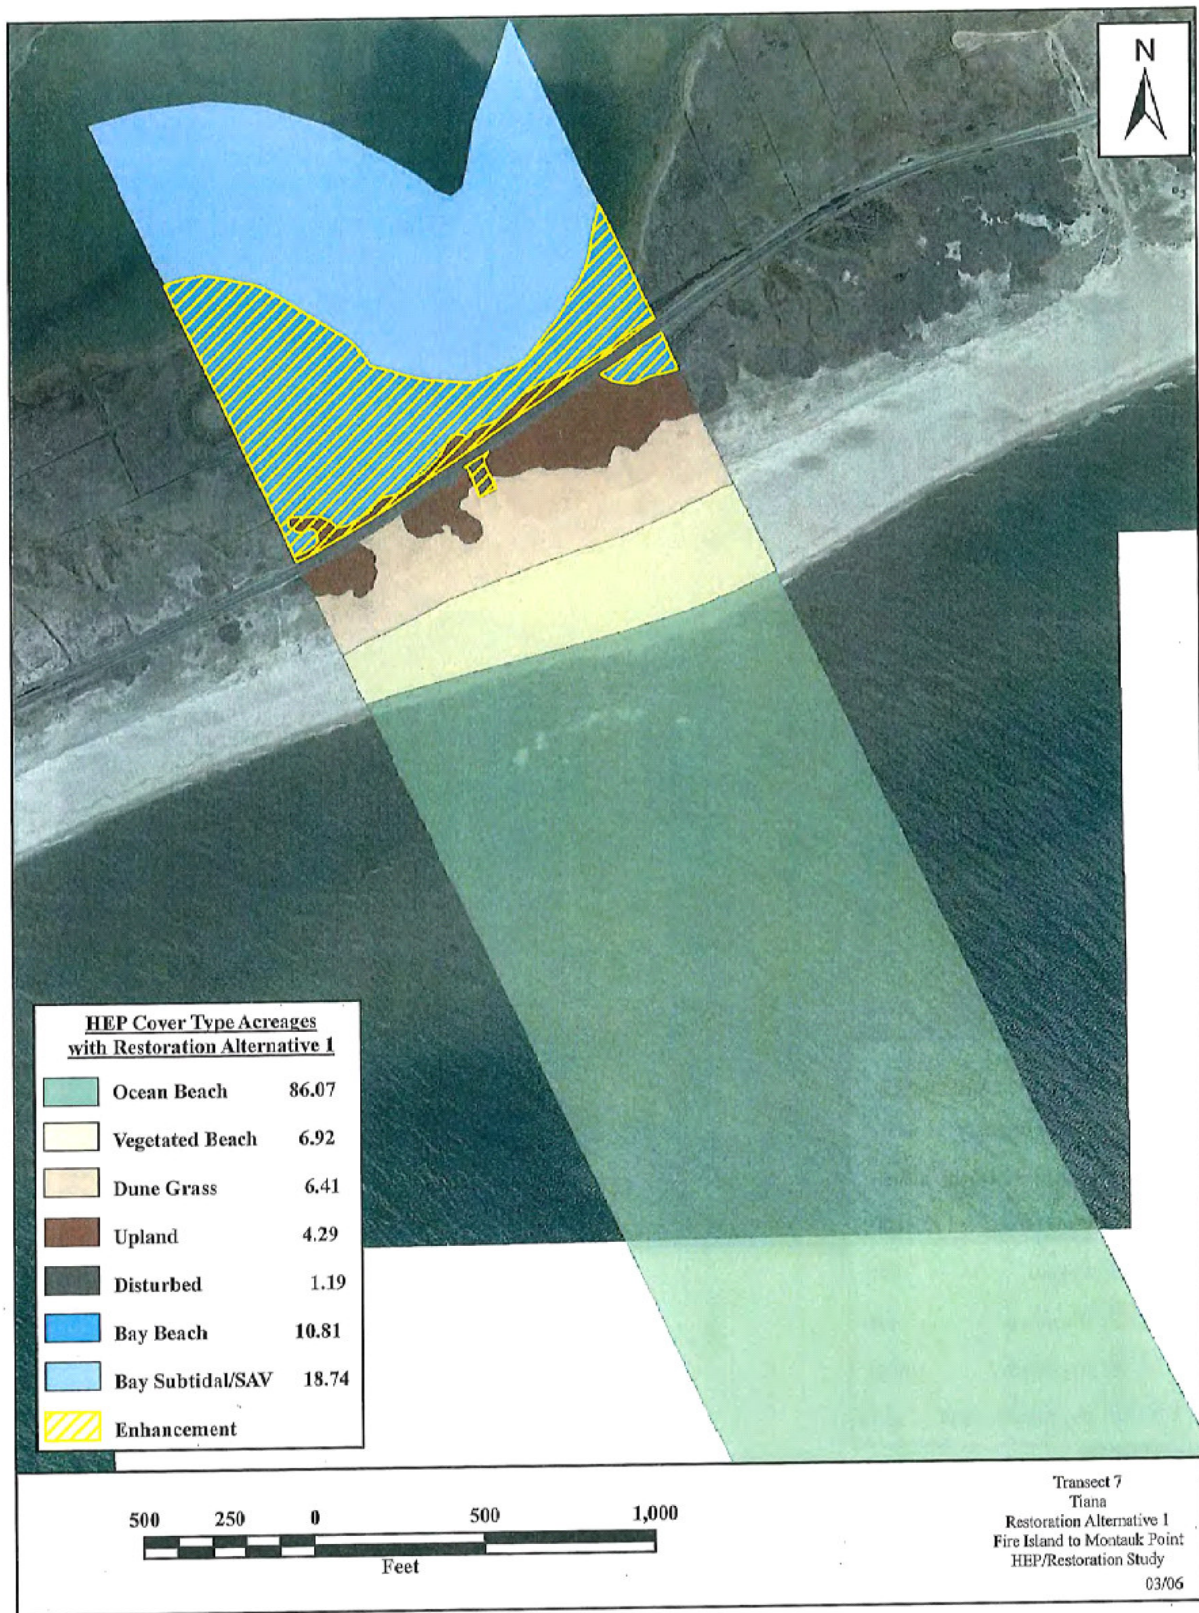 N
HEP Cover Type Acreages
with Restoration Alternative 1
Ocean Beach 86.07
Vegetated Beach 6.92
Dune Grass 6.41
Upland 4.29
Disturbed 1.19
Bay Beach 10.81
Bay Subtidal/SAV 18.74
Enhancement
500 250 0 500 1,000
Feet
Transect 7
Tiana
Restoration Alternative 1
Fire Island to Montauk Point
HEP/Restoration Study
03/06